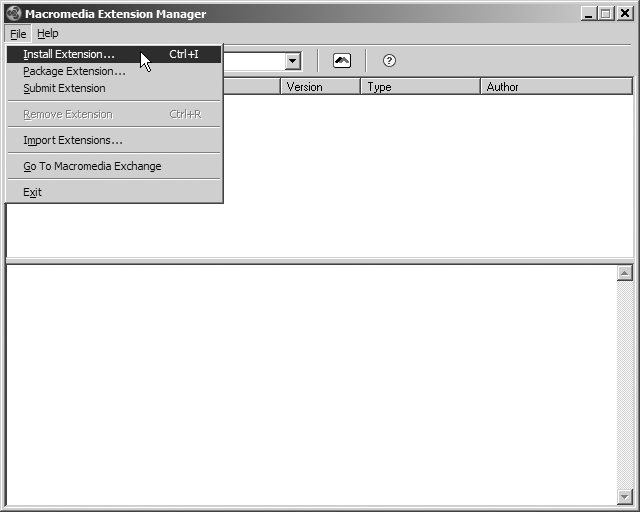 Macromedia Extension Manager
File Help
Install Extension... Ctrl+I
Package Extension...
Submit Extension
Remove Extension Ctrl+R
Import Extensions...
Go To Macromedia Exchange
Exit
Version Type Author